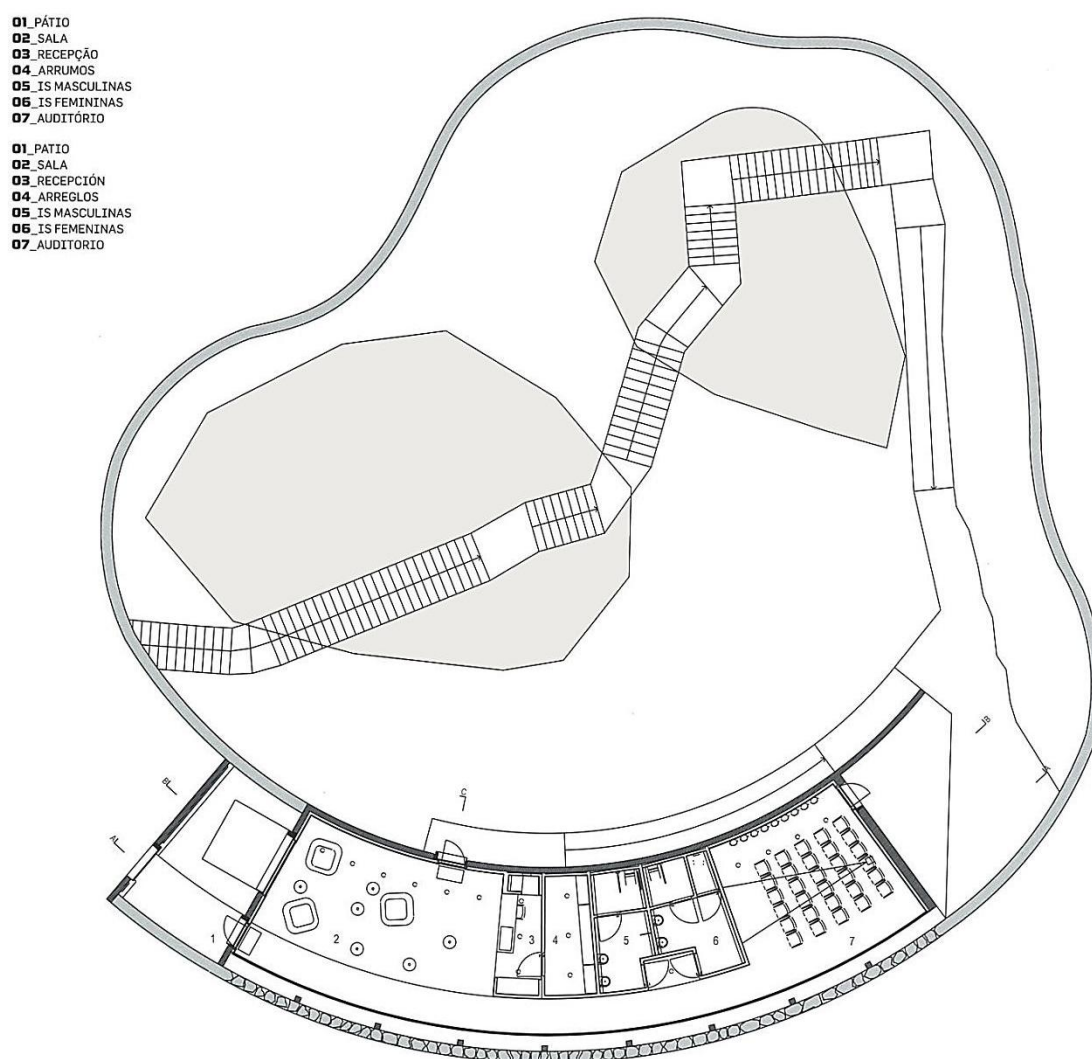 01_PÁTIO
02_SALA
03_RECEPÇÃO
04_ARRUMOS
05_IS MASCULINAS
06_IS FEMININAS
07_AUDITÓRIO
01_PATIO
02_SALA
03_RECEPCIÓN
04_ARREGLOS
05_IS MASCULINAS
06_IS FEMENINAS
07_AUDITORIO
B
C
B
A
A
1
2
3
4
5
6
7